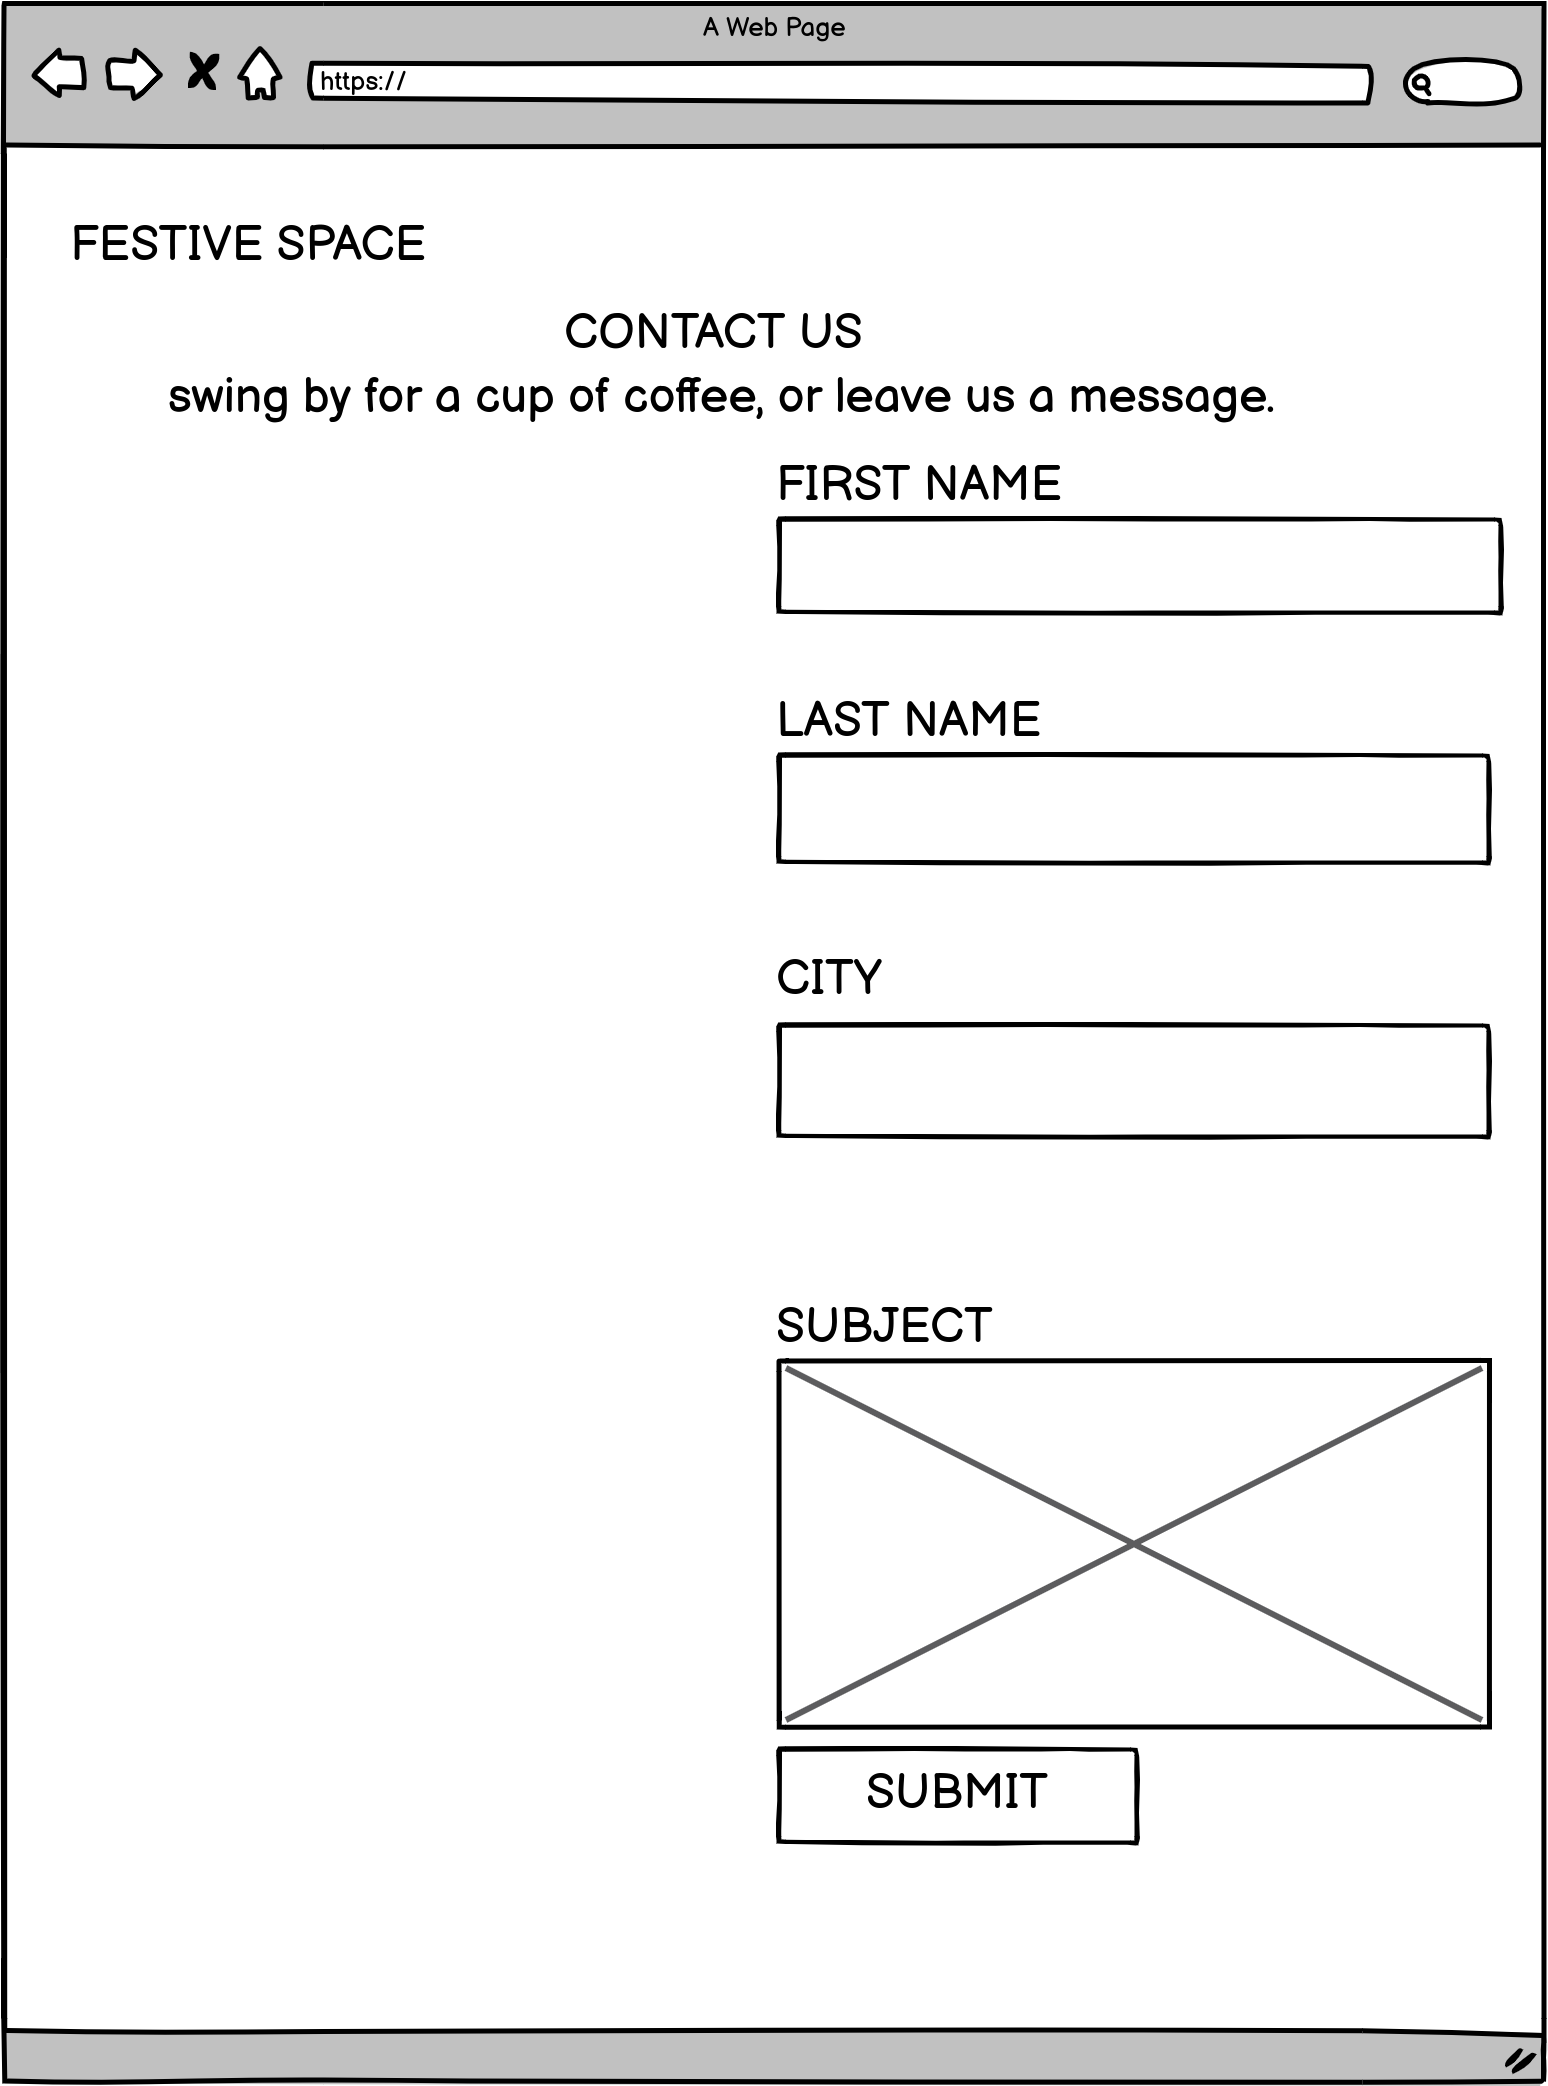 A Web Page
https://
FESTIVE SPACE
CONTACT US
swing by for a cup of coffee, or leave us a message.
FIRST NAME
LAST NAME
CITY
SUBJECT
SUBMIT